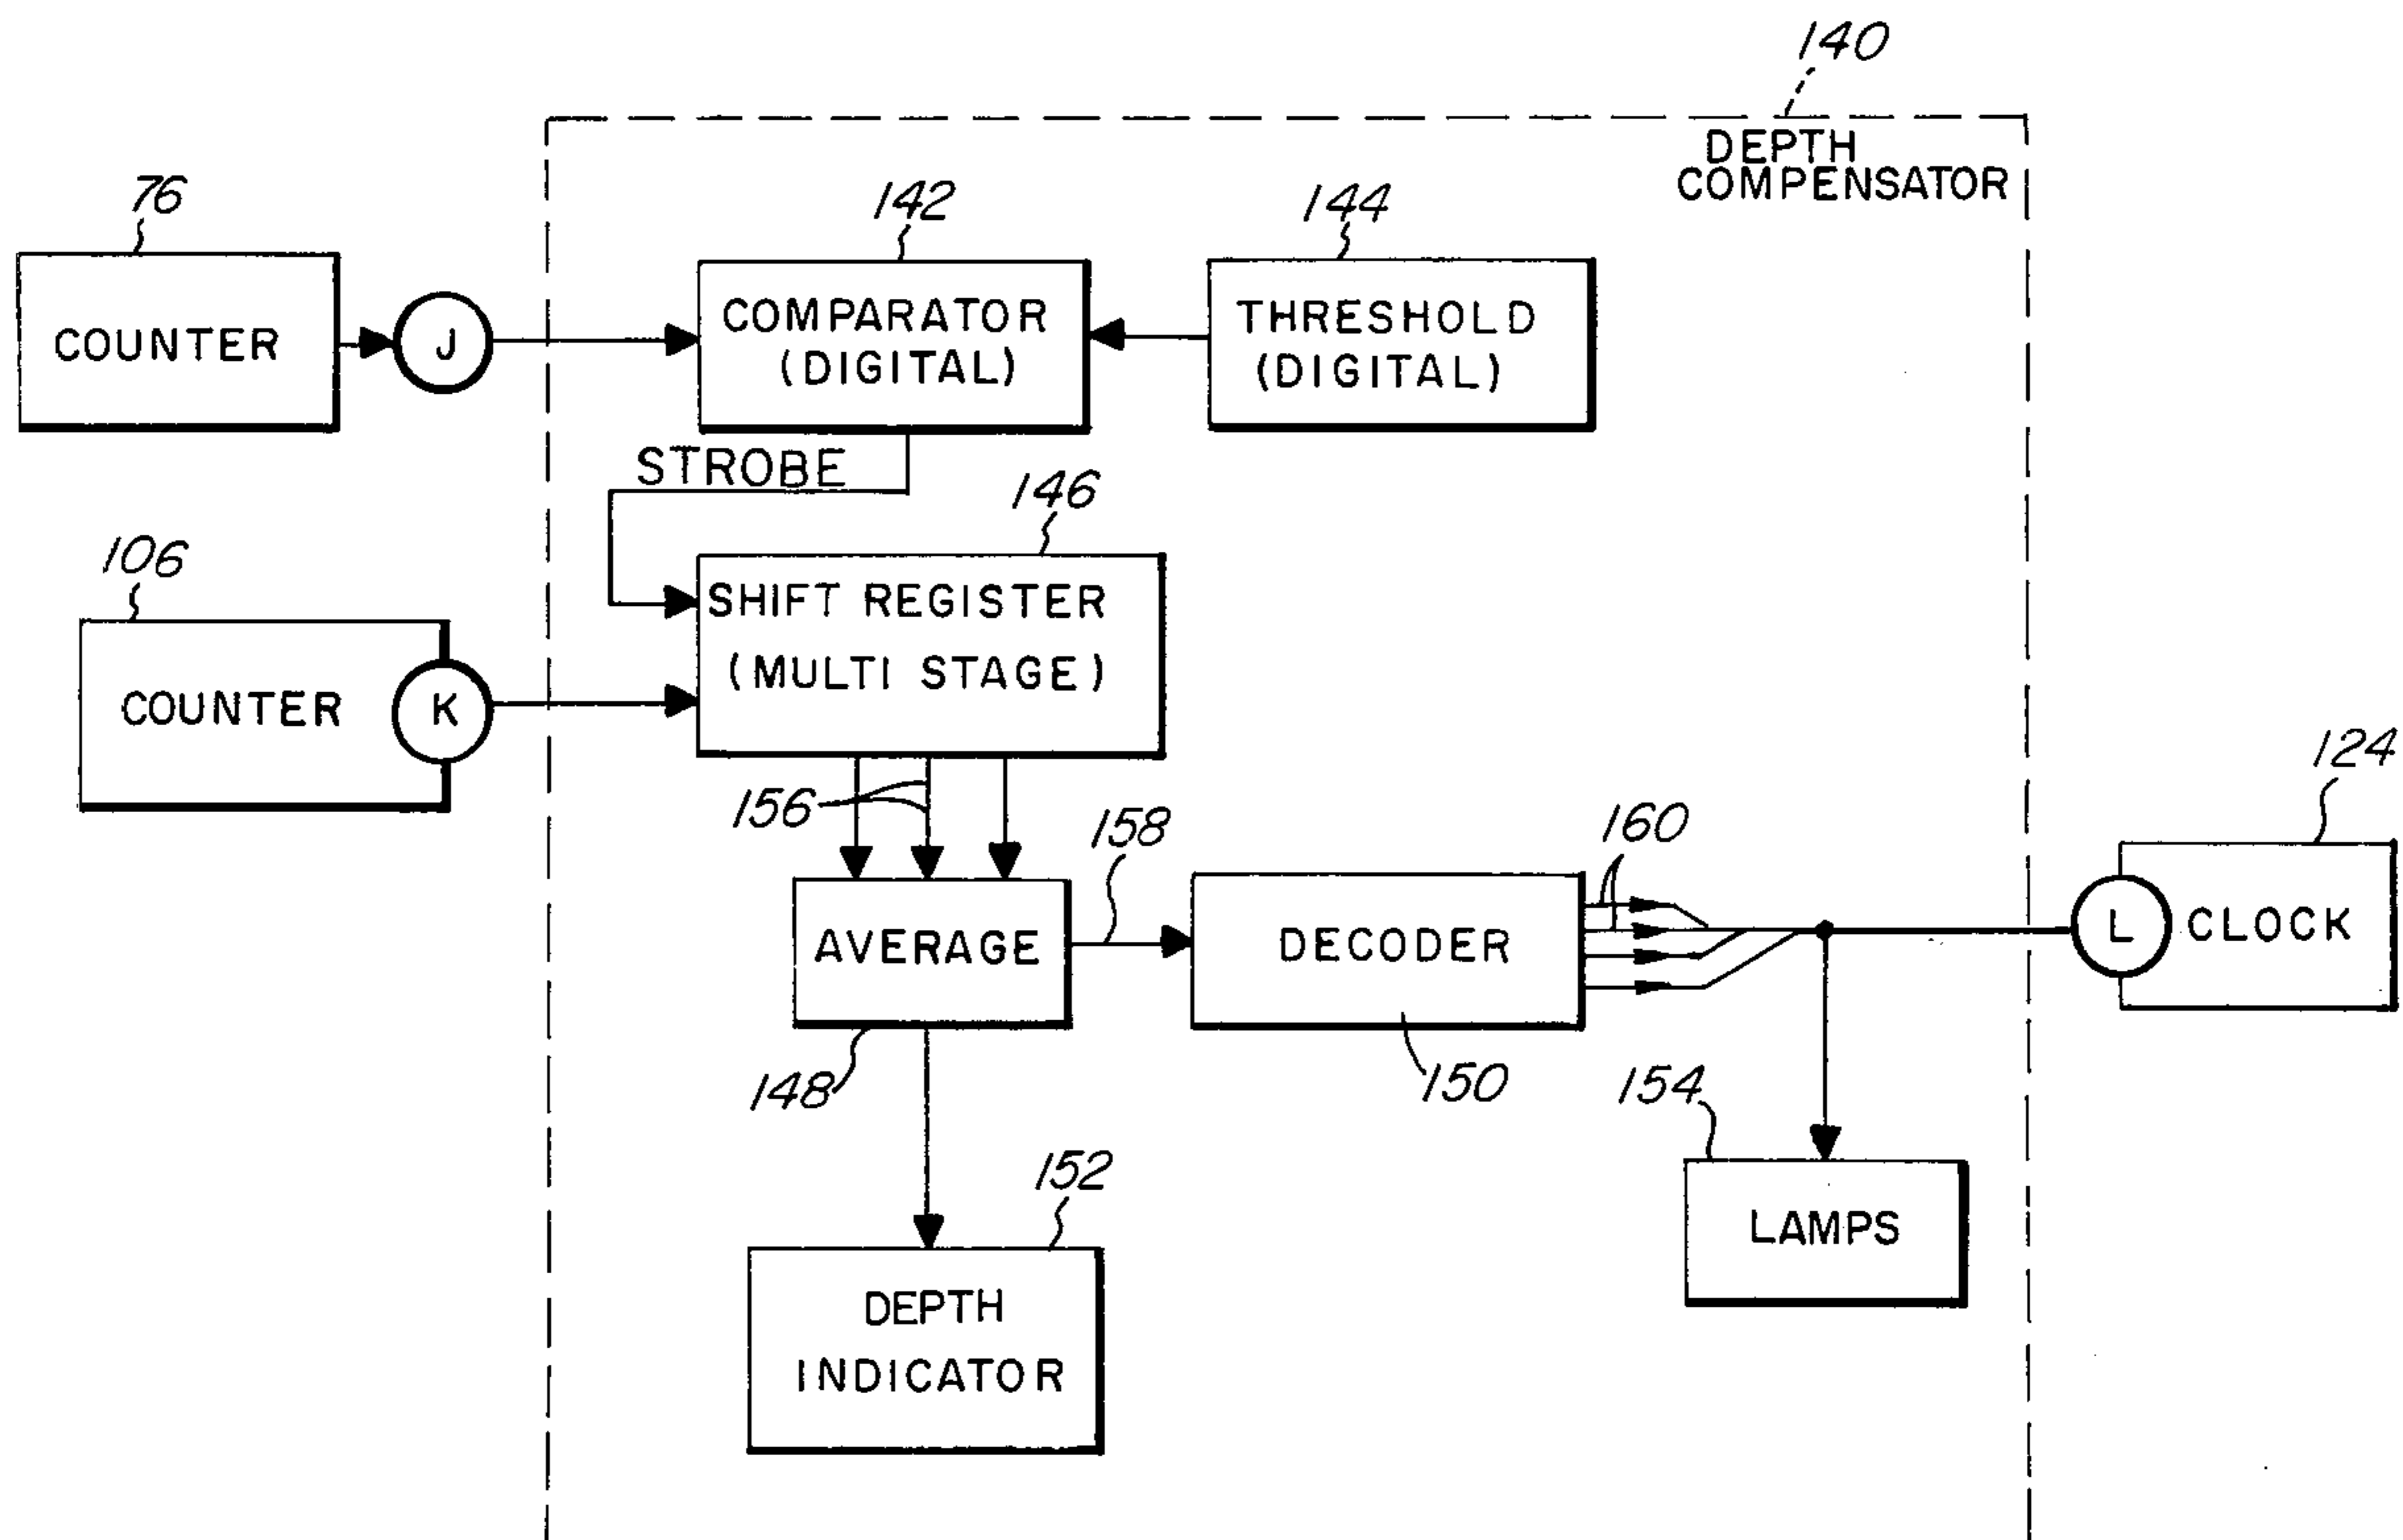 140
DEPTH
COMPENSATOR
76
142
144
COUNTER
J
COMPARATOR
(DIGITAL)
THRESHOLD
(DIGITAL)
STROBE
146
106
SHIFT REGISTER
(MULTI STAGE)
COUNTER
K
156
158
160
124
AVERAGE
DECODER
L
CLOCK
148
150
154
152
LAMPS
DEPTH
INDICATOR